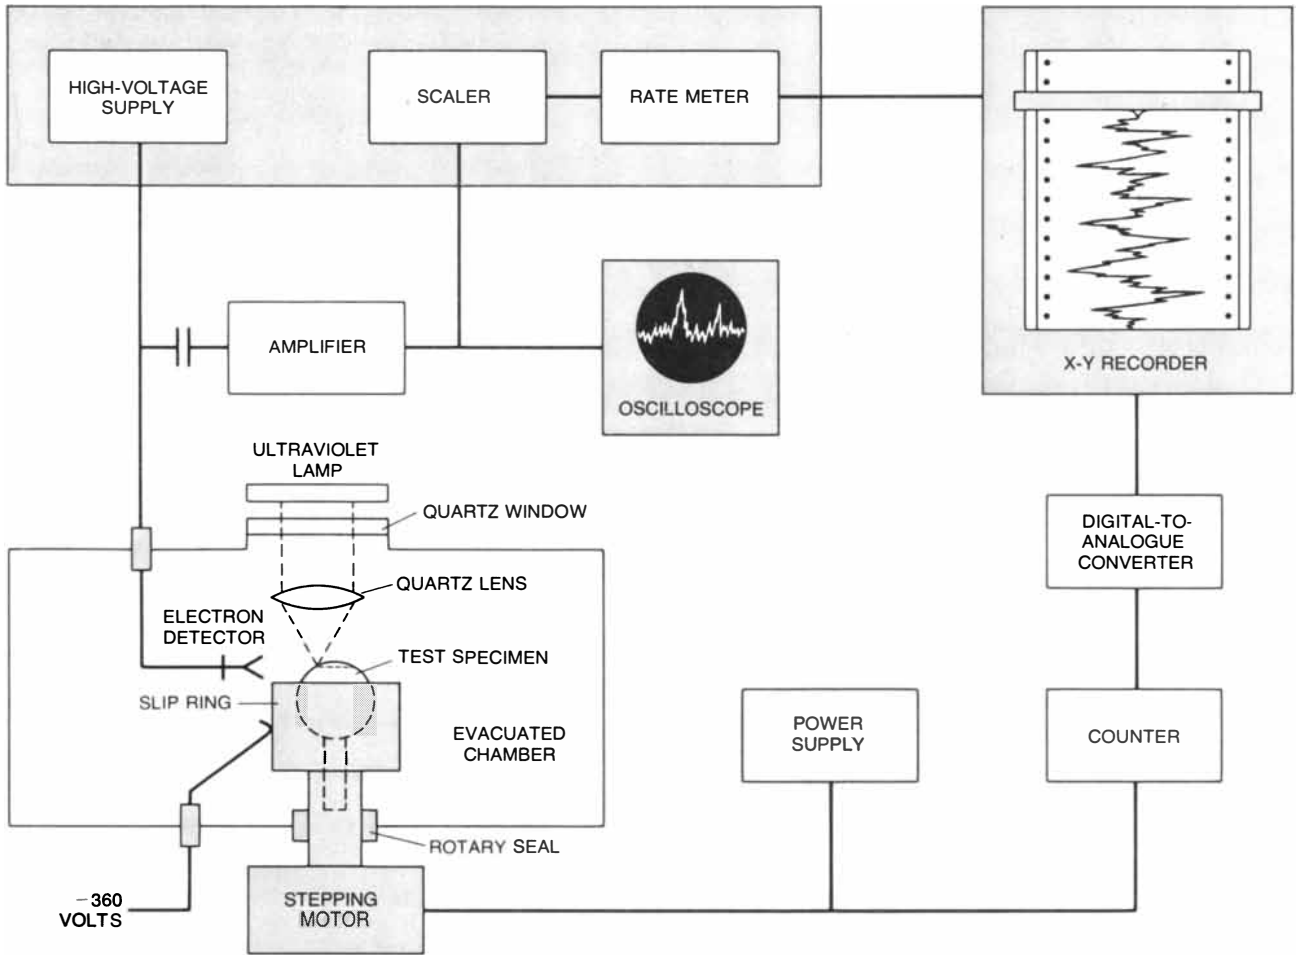 HIGH-VOLTAGE
SUPPLY
SCALER
RATE METER
X-Y RECORDER
AMPLIFIER
OSCILLOSCOPE
ULTRAVIOLET
LAMP
QUARTZ WINDOW
QUARTZ LENS
ELECTRON
DETECTOR
TEST SPECIMEN
SLIP RING
EVACUATED
CHAMBER
ROTARY SEAL
-360
VOLTS
STEPPING
MOTOR
POWER
SUPPLY
DIGITAL-TO-
ANALOGUE
CONVERTER
COUNTER